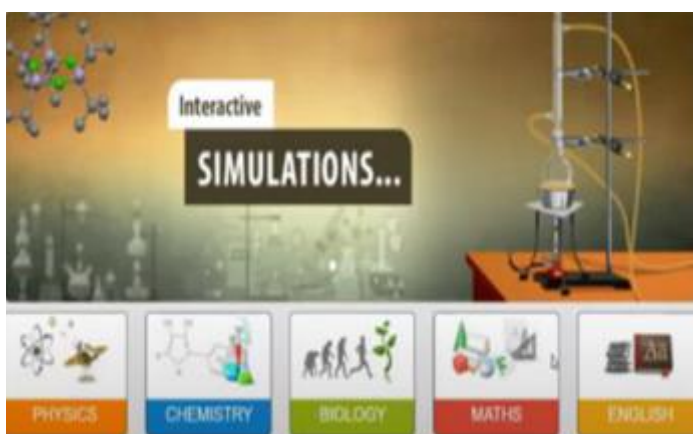 Interactive
SIMULATIONS...
PHYSICS
CHEMISTRY
BIOLOGY
MATHS
ENGLISH